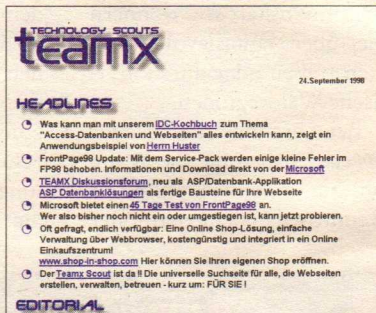 TECHNOLOGY SCOUTS
teamx
24.September 1998
HEADLINES
Was kann man mit unserem IDC-Kochbuch zum Thema
"Access-Datenbanken und Webseiten" alles entwickeln kann, zeigt ein
Anwendungsbeispiel von Herrn Huster
FrontPage98 Update: Mit dem Service-Pack werden einige kleine Fehler im
FP98 behoben. Informationen und Download direkt von der Microsoft
TEAMX Diskussionsforum, neu als ASP/Datenbank-Applikation
ASP Datenbanklösungen als fertige Bausteine für Ihre Webseite
Microsoft bietet einen 45 Tage Test von FrontPage98 an.
Wer also bisher noch nicht ein oder umgestiegen ist, kann jetzt probieren.
Oft gefragt, endlich verfügbar: Eine Online Shop-Lösung, einfache
Verwaltung über Webbrowser, kostengünstig und integriert in ein Online
Einkaufszentrum!
www.shop-in-shop.com Hier können Sie Ihren eigenen Shop eröffnen.
Der Teamx Scout ist da !! Die universelle Suchseite für alle, die Webseiten
erstellen, verwalten, betreuen - kurz um: FÜR SIE !
EDITORIAL